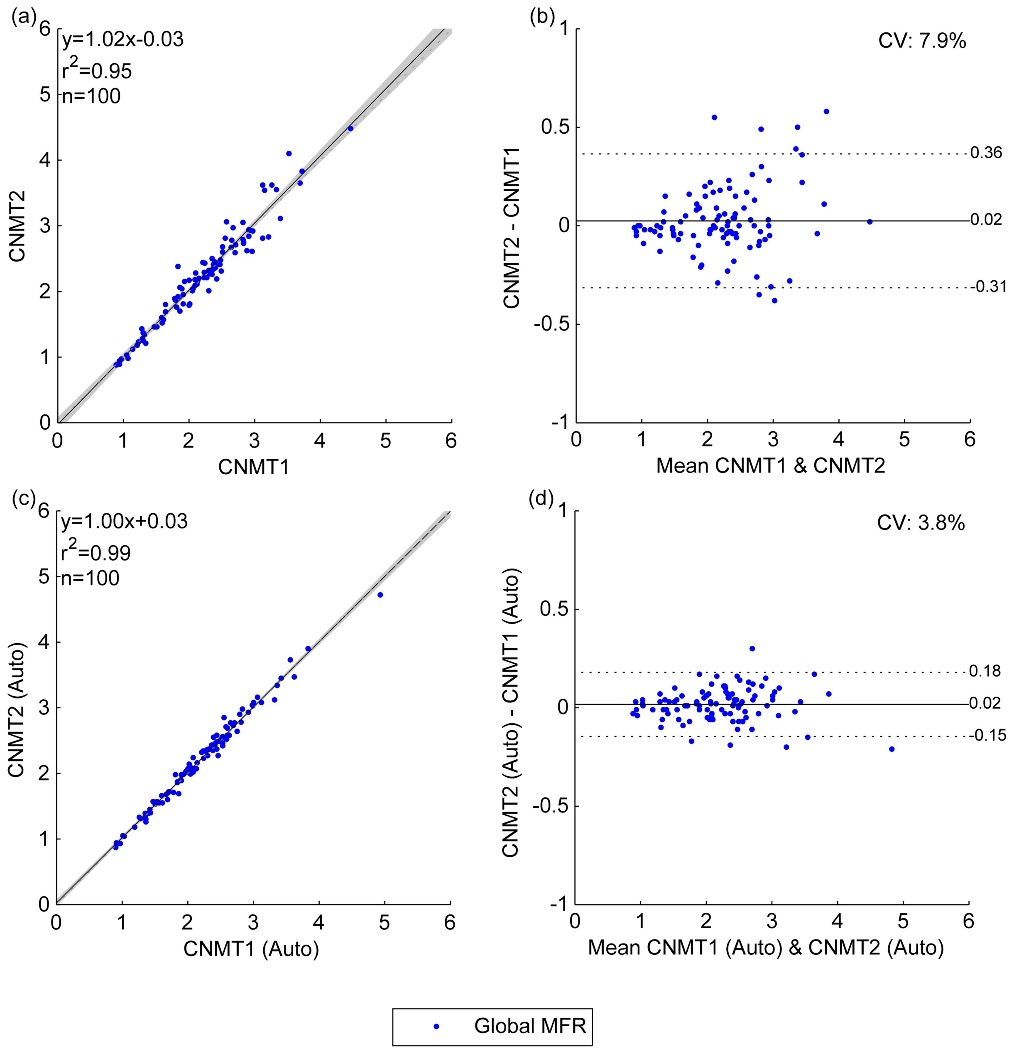 (a)
y=1.02x-0.03
r²=0.95
n=100
6
5
4
3
2
1
0
0 1 2 3 4 5 6
CNMT2
CNMT1
(b)
CV: 7.9%
1
0.5
0
-0.5
-1
0.36
0.02
-0.31
0 1 2 3 4 5 6
CNMT2 - CNMT1
Mean CNMT1 & CNMT2
(c)
y=1.00x+0.03
r²=0.99
n=100
6
5
4
3
2
1
0
0 1 2 3 4 5 6
CNMT2 (Auto)
CNMT1 (Auto)
(d)
CV: 3.8%
1
0.5
0
-0.5
-1
0.18
0.02
-0.15
0 1 2 3 4 5 6
CNMT2 (Auto) - CNMT1 (Auto)
Mean CNMT1 (Auto) & CNMT2 (Auto)
Global MFR